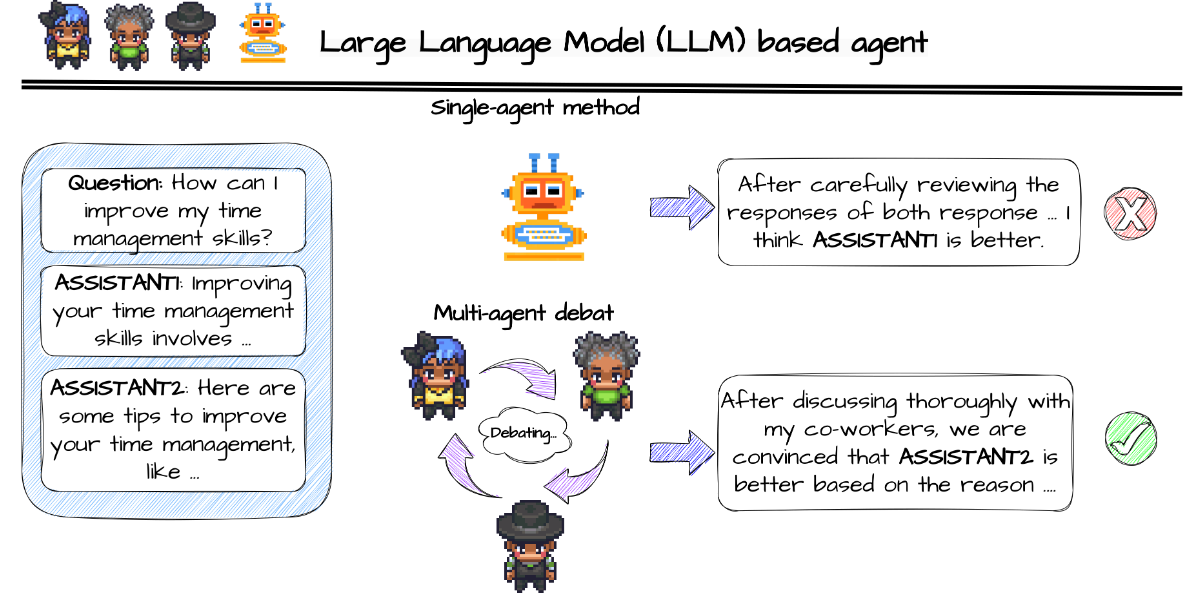 Large Language Model (LLM) based agent
Single-agent method
Question: How can I
improve my time
management skills?
ASSISTANT1: Improving
your time management
skills involves ...
ASSISTANT2: Here are
some tips to improve
your time management,
like ...
After carefully reviewing the
responses of both response ... I
think ASSISTANT1 is better.
X
Multi-agent debat
Debating...
After discussing thoroughly with
my co-workers, we are
convinced that ASSISTANT2 is
better based on the reason ....